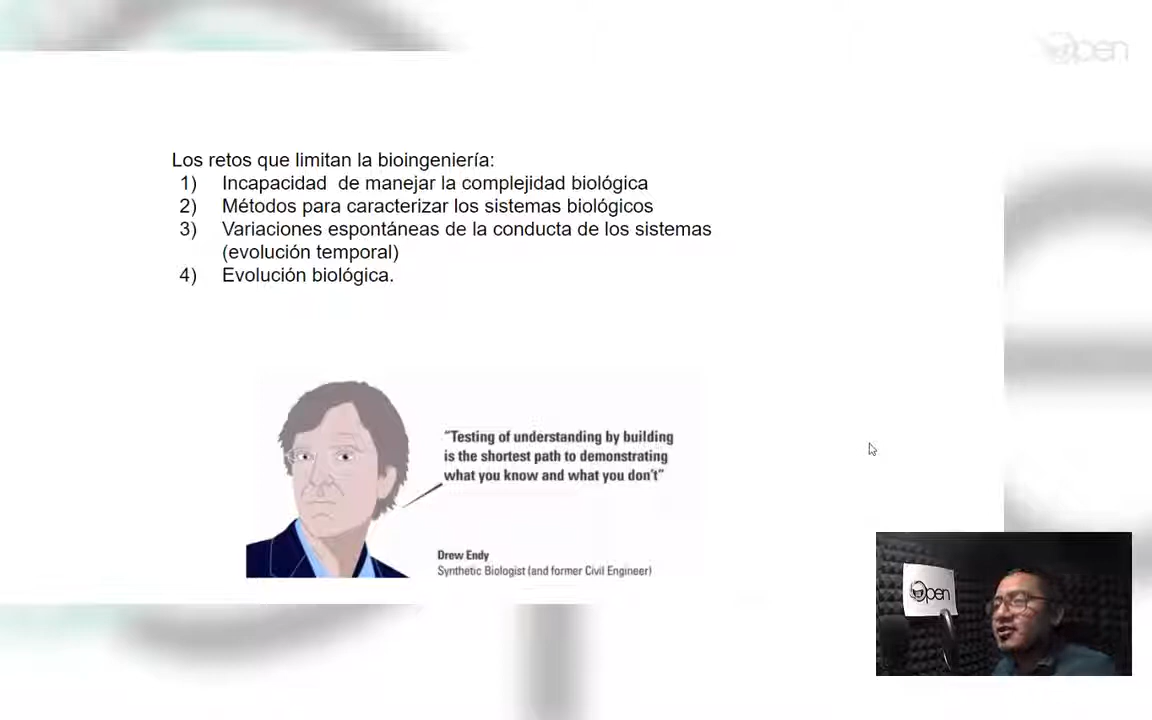 Open
Los retos que limitan la bioingeniería:
1) Incapacidad de manejar la complejidad biológica
2) Métodos para caracterizar los sistemas biológicos
3) Variaciones espontáneas de la conducta de los sistemas
(evolución temporal)
4) Evolución biológica.
"Testing of understanding by building
is the shortest path to demonstrating
what you know and what you don't"
Drew Endy
Synthetic Biologist (and former Civil Engineer)
Open